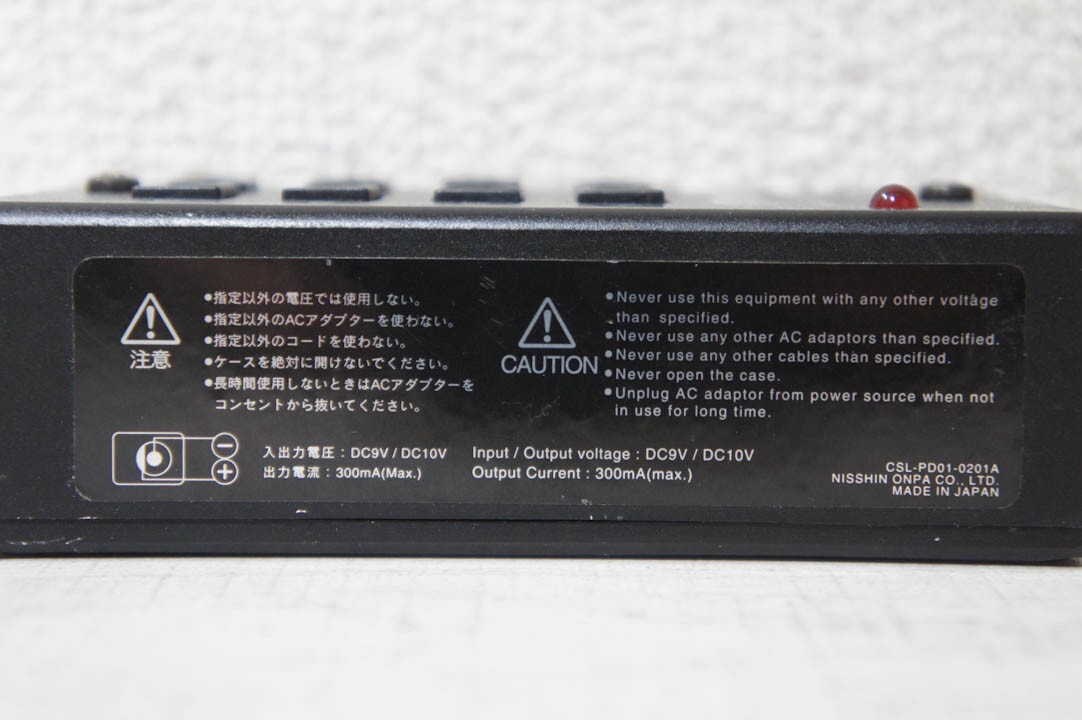 注意
●指定以外の電圧では使用しない。
●指定以外のACアダプターを使わない。
●指定以外のコードを使わない。
●ケースを絶対に開けないでください。
●長時間使用しないときはACアダプターを
コンセントから抜いてください。
CAUTION
●Never use this equipment with any other voltage
than specified.
●Never use any other AC adaptors than specified.
●Never use any other cables than specified.
●Never open the case.
●Unplug AC adaptor from power source when not
in use for long time.
入出力電圧 : DC9V / DC10V
出力電流 : 300mA(Max.)
Input / Output voltage : DC9V / DC10V
Output Current : 300mA(max.)
CSL-PD01-0201A
NISSHIN ONPA CO., LTD.
MADE IN JAPAN